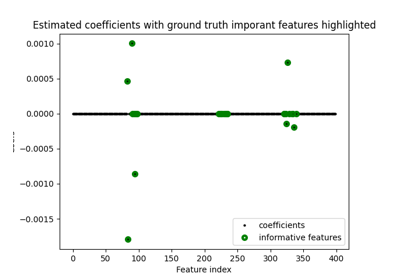 Estimated coefficients with ground truth imporant features highlighted
0.0010
0.0005
0.0000
−0.0005
−0.0010
−0.0015
coefficients
informative features
0 50 100 150 200 250 300 350 400
Feature index